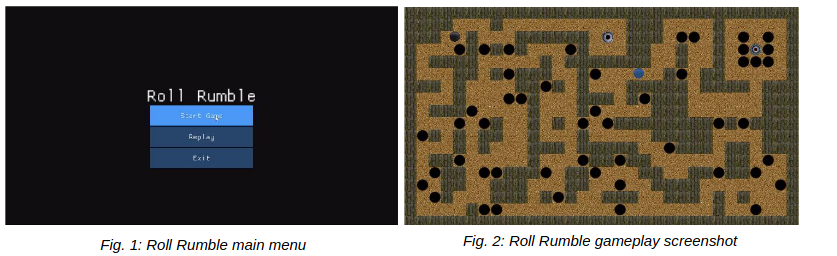 Roll Rumble
Start Game
Replay
Exit
Fig. 1: Roll Rumble main menu
Fig. 2: Roll Rumble gameplay screenshot